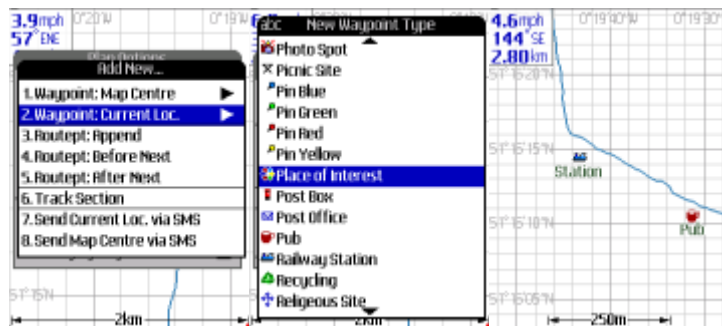 3.9mph
0°20'W
0°19'W
57°ENE
Plan Options
Add New...
1.Waypoint: Map Centre
2.Waypoint: Current Loc.
3.Routept: Append
4.Routept: Before Next
5.Routept: After Next
6.Track Section
7.Send Current Loc. via SMS
8.Send Map Centre via SMS
51°15'N
2km
abc New Waypoint Type
Photo Spot
Picnic Site
Pin Blue
Pin Green
Pin Red
Pin Yellow
Place of Interest
Post Box
Post Office
Pub
Railway Station
Recycling
Religeous Site
2km
4.6mph
0°19'40"W
0°19'30"
144°SE
2.80km
51°15'20"N
51°15'15"N
Station
51°15'10"N
Pub
51°15'05"N
250m